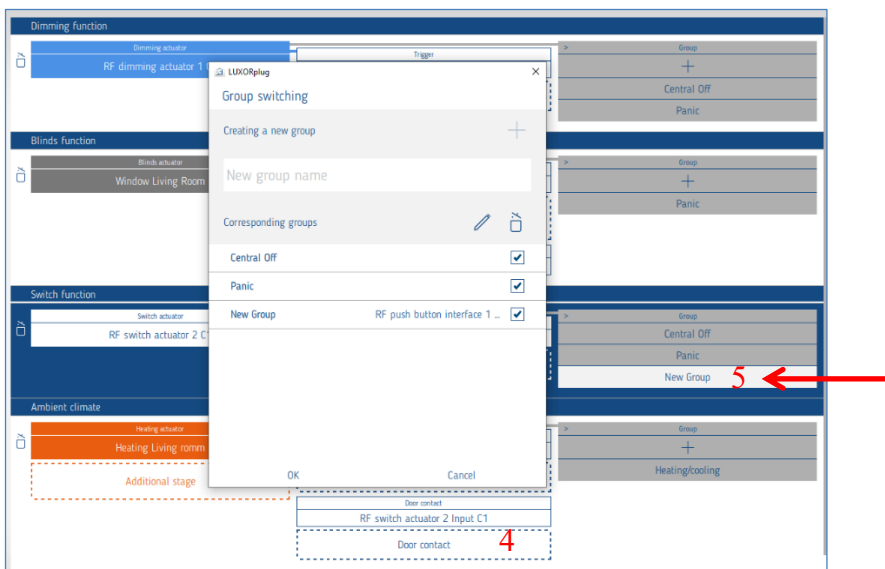 Dimming function
Dimming actuator
RF dimming actuator 1 C
Trigger
> Group
+
Central Off
Panic
LUXORplug
Group switching
Creating a new group
New group name
Corresponding groups
Central Off
Panic
New Group RF push button interface 1 ...
OK Cancel
Blinds function
Blinds actuator
Window Living Room
> Group
+
Panic
Switch function
Switch actuator
RF switch actuator 2 C
> Group
Central Off
Panic
New Group 5
Ambient climate
Heating actuator
Heating Living romm
Additional stage
> Group
+
Heating/cooling
Door contact
RF switch actuator 2 Input C1
Door contact 4